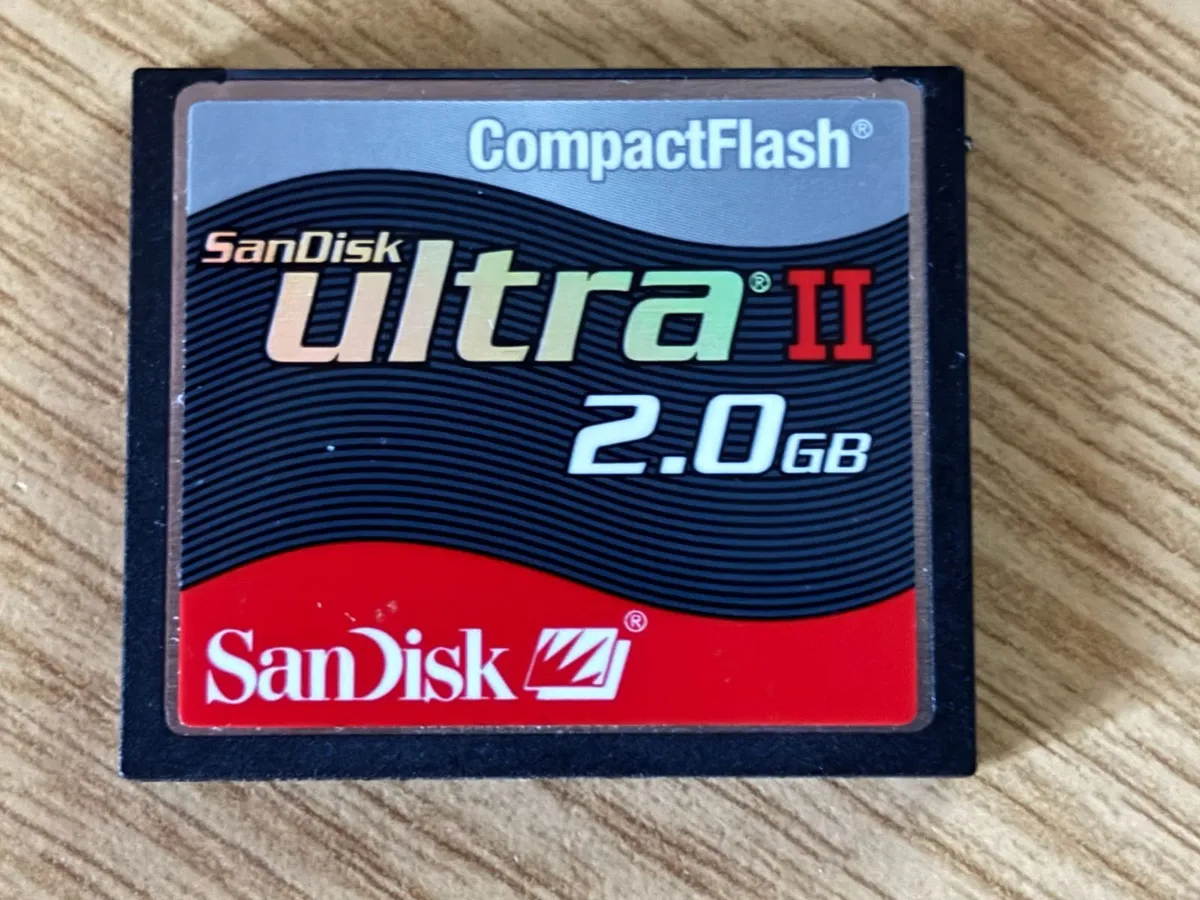 CompactFlash®
SanDisk
ultra® II
2.0GB
SanDisk®